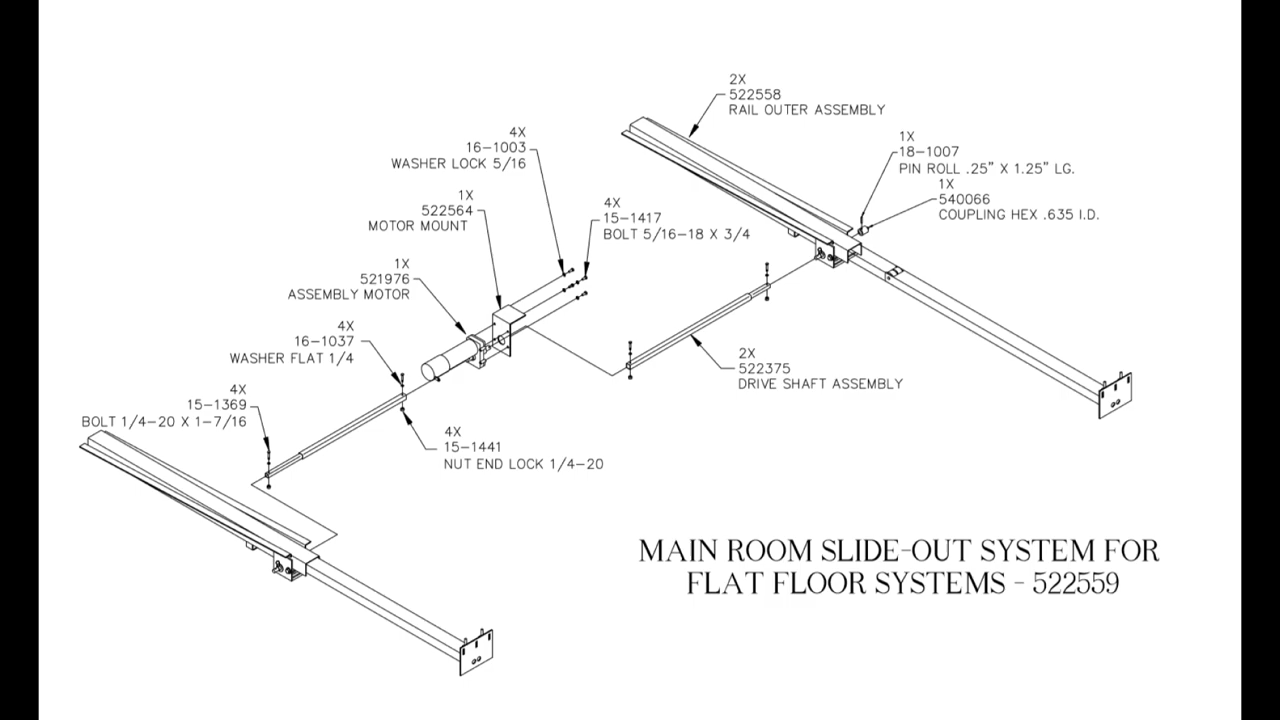 2X
522558
RAIL OUTER ASSEMBLY
4X
16-1003
WASHER LOCK 5/16
1X
18-1007
PIN ROLL .25" X 1.25" LG.
1X
540066
COUPLING HEX .635 I.D.
1X
522564
MOTOR MOUNT
4X
15-1417
BOLT 5/16-18 X 3/4
1X
521976
ASSEMBLY MOTOR
4X
16-1037
WASHER FLAT 1/4
2X
522375
DRIVE SHAFT ASSEMBLY
4X
15-1369
BOLT 1/4-20 X 1-7/16
4X
15-1441
NUT END LOCK 1/4-20
MAIN ROOM SLIDE-OUT SYSTEM FOR
FLAT FLOOR SYSTEMS - 522559